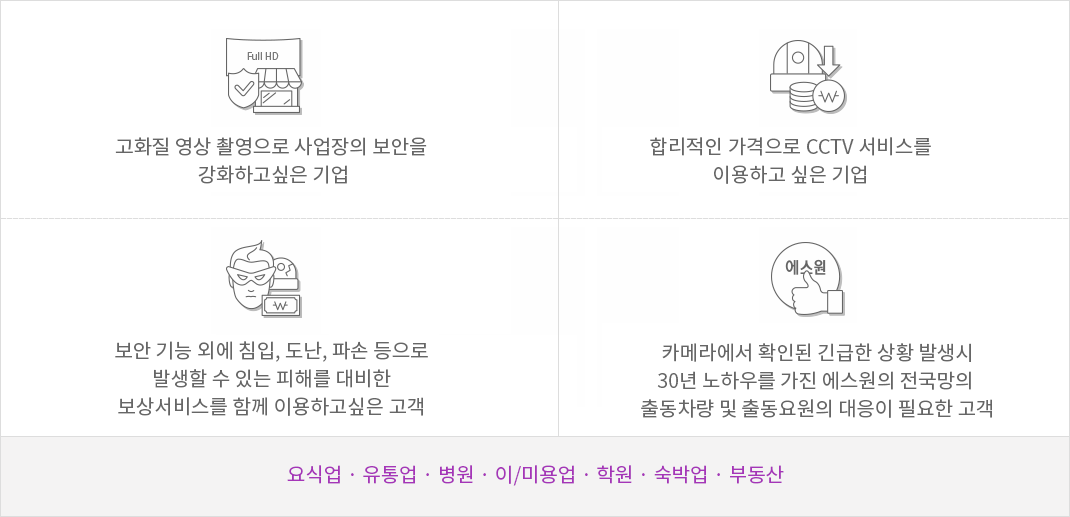 Full HD
고화질 영상 촬영으로 사업장의 보안을
강화하고싶은 기업
합리적인 가격으로 CCTV 서비스를
이용하고 싶은 기업
보안 기능 외에 침입, 도난, 파손 등으로
발생할 수 있는 피해를 대비한
보상서비스를 함께 이용하고싶은 고객
에스원
카메라에서 확인된 긴급한 상황 발생시
30년 노하우를 가진 에스원의 전국망의
출동차량 및 출동요원의 대응이 필요한 고객
요식업 · 유통업 · 병원 · 이/미용업 · 학원 · 숙박업 · 부동산